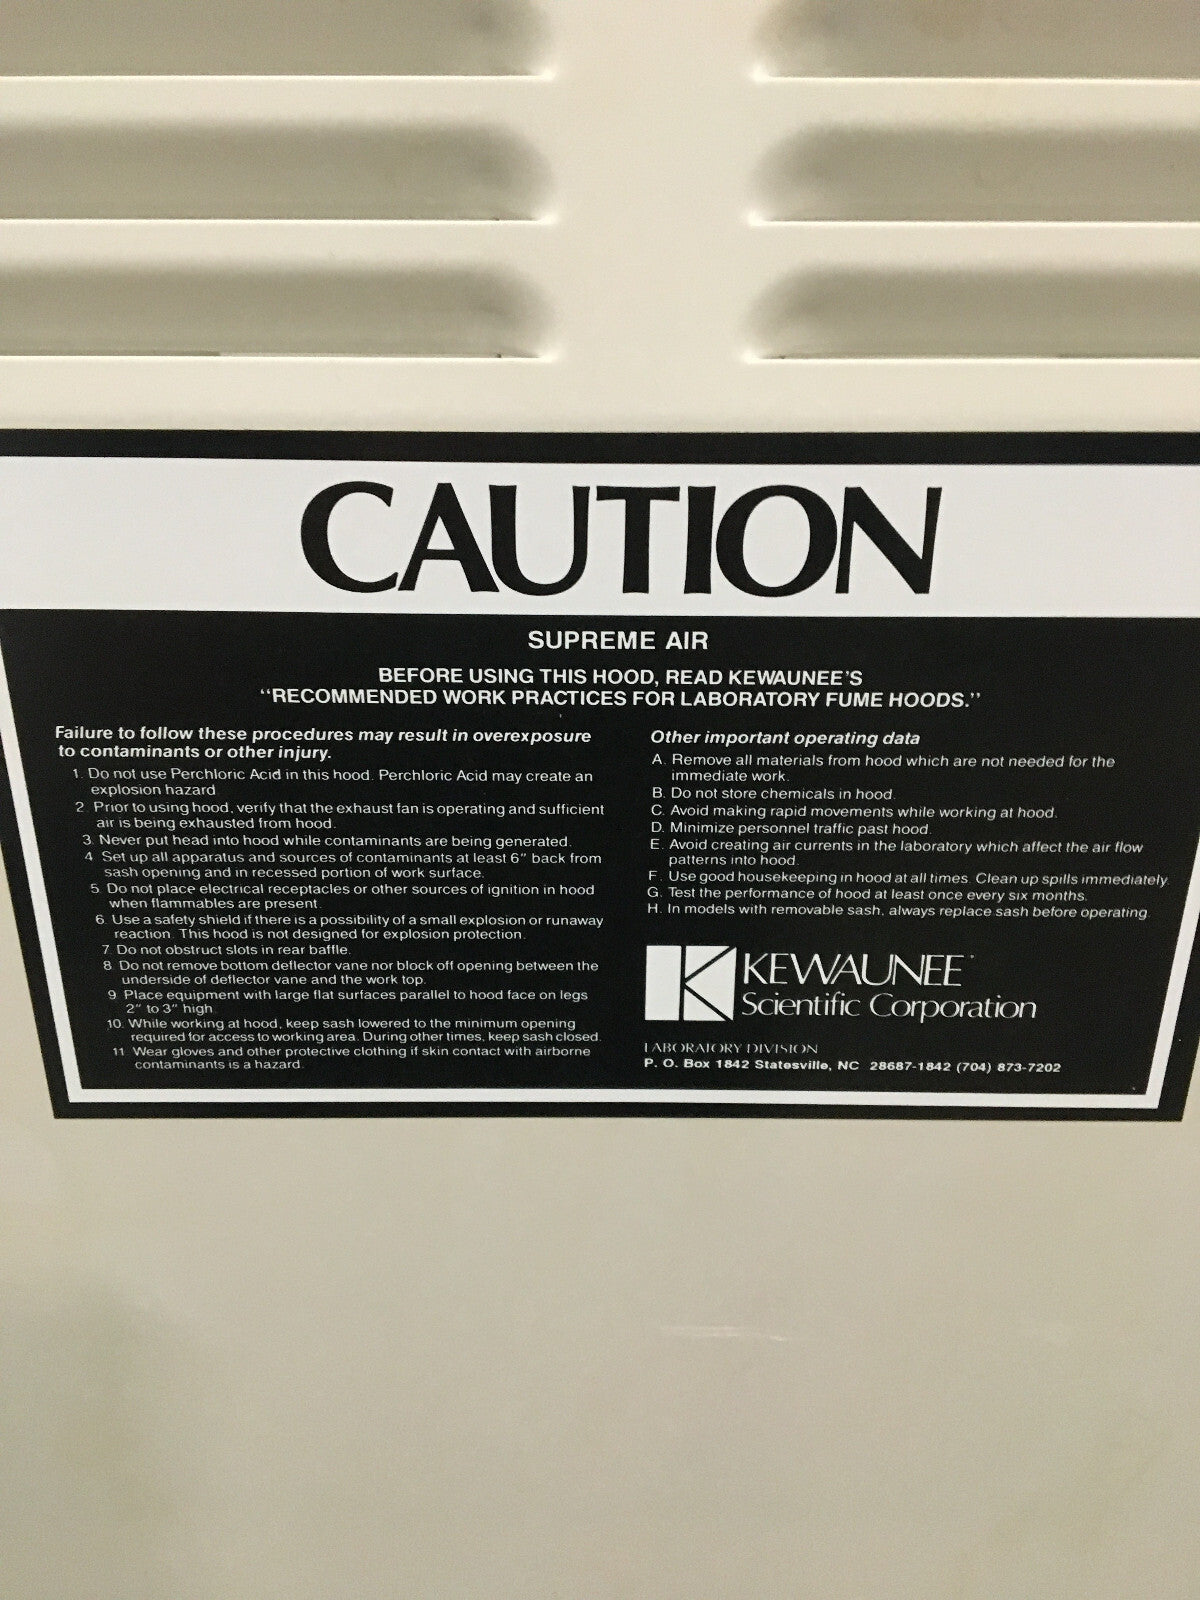 CAUTION
SUPREME AIR
BEFORE USING THIS HOOD, READ KEWAUNEE'S
"RECOMMENDED WORK PRACTICES FOR LABORATORY FUME HOODS."
Failure to follow these procedures may result in overexposure
to contaminants or other injury.
1. Do not use Perchloric Acid in this hood. Perchloric Acid may create an
explosion hazard.
2. Prior to using hood, verify that the exhaust fan is operating and sufficient
air is being exhausted from hood.
3. Never put head into hood while contaminants are being generated.
4 Set up all apparatus and sources of contaminants at least 6" back from
sash opening and in recessed portion of work surface.
5. Do not place electrical receptacles or other sources of ignition in hood
when flammables are present.
6. Use a safety shield if there is a possibility of a small explosion or runaway
reaction. This hood is not designed for explosion protection.
7. Do not obstruct slots in rear baffle.
8. Do not remove bottom deflector vane nor block off opening between the
underside of deflector vane and the work top.
9 Place equipment with large flat surfaces parallel to hood face on legs
2" to 3" high.
10. While working at hood, keep sash lowered to the minimum opening
required for access to working area. During other times, keep sash closed.
11 Wear gloves and other protective clothing if skin contact with airborne
contaminants is a hazard.
Other important operating data
A. Remove all materials from hood which are not needed for the
immediate work.
B. Do not store chemicals in hood.
C. Avoid making rapid movements while working at hood.
D. Minimize personnel traffic past hood.
E. Avoid creating air currents in the laboratory which affect the air flow
patterns into hood.
F. Use good housekeeping in hood at all times. Clean up spills immediately.
G. Test the performance of hood at least once every six months.
H. In models with removable sash, always replace sash before operating.
KEWAUNEE
Scientific Corporation
LABORATORY DIVISION
P. O. Box 1842 Statesville, NC 28687-1842 (704) 873-7202